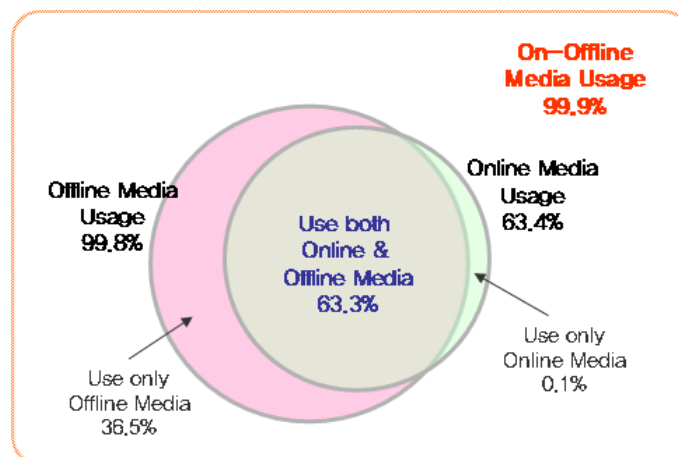 On-Offline
Media Usage
99.9%
Offline Media
Usage
99.8%
Online Media
Usage
63.4%
Use both
Online &
Offline Media
63.3%
Use only
Online Media
0.1%
Use only
Offline Media
36.5%